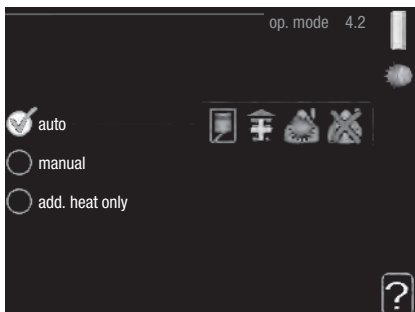 op. mode 4.2
auto
manual
add. heat only
?